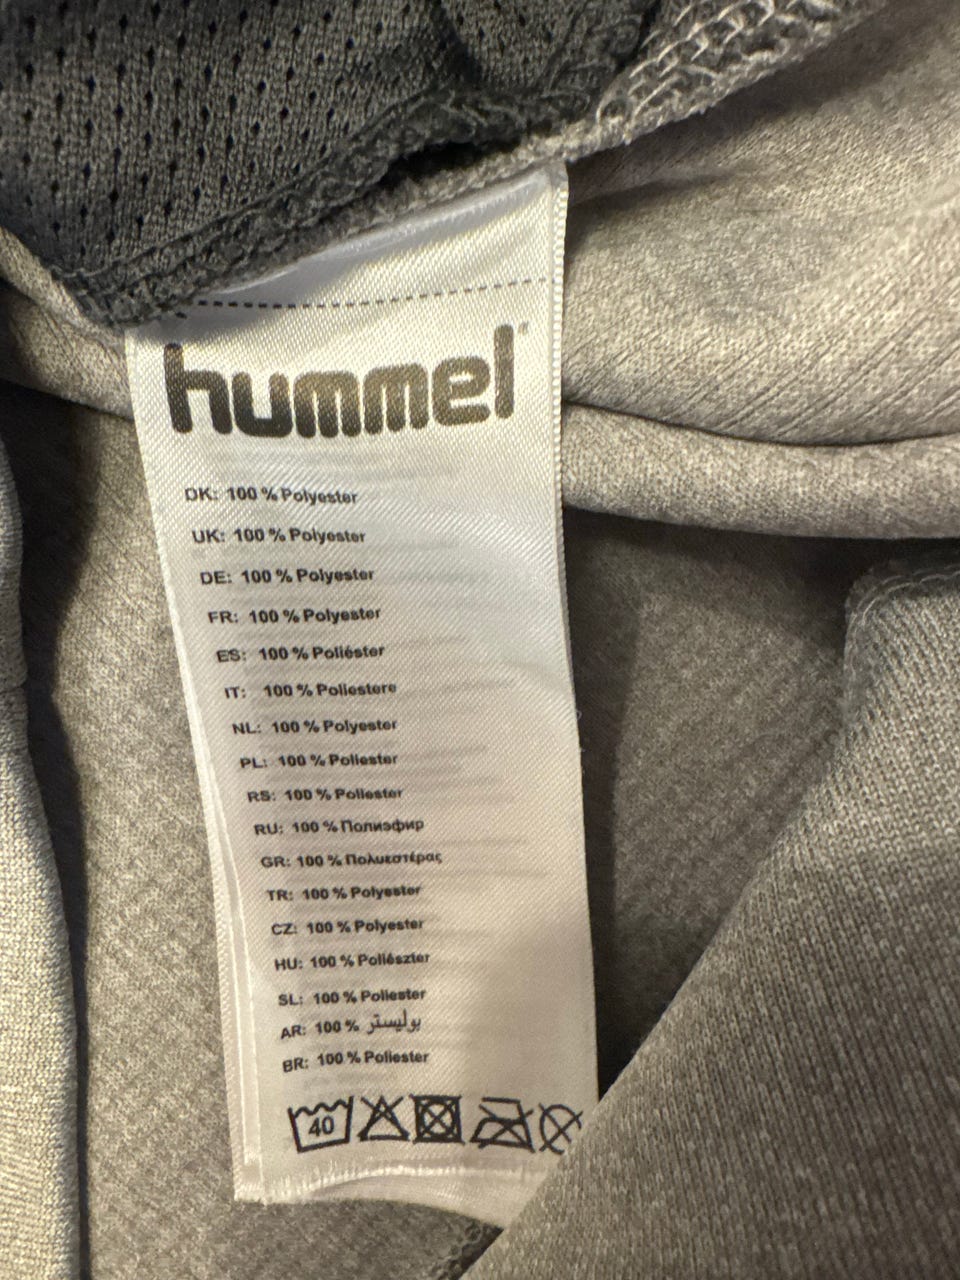 hummel
DK: 100 % Polyester
UK: 100 % Polyester
DE: 100 % Polyester
FR: 100 % Polyester
ES: 100 % Poliéster
IT: 100 % Poliestere
NL: 100 % Polyester
PL: 100 % Poliester
RS: 100 % Poliester
RU: 100 % Полиэфир
GR: 100 % Πολυεστέρας
TR: 100 % Polyester
CZ: 100 % Polyester
HU: 100 % Poliészter
SL: 100 % Poliester
AR: 100 % بوليستر
BR: 100 % Poliester
40